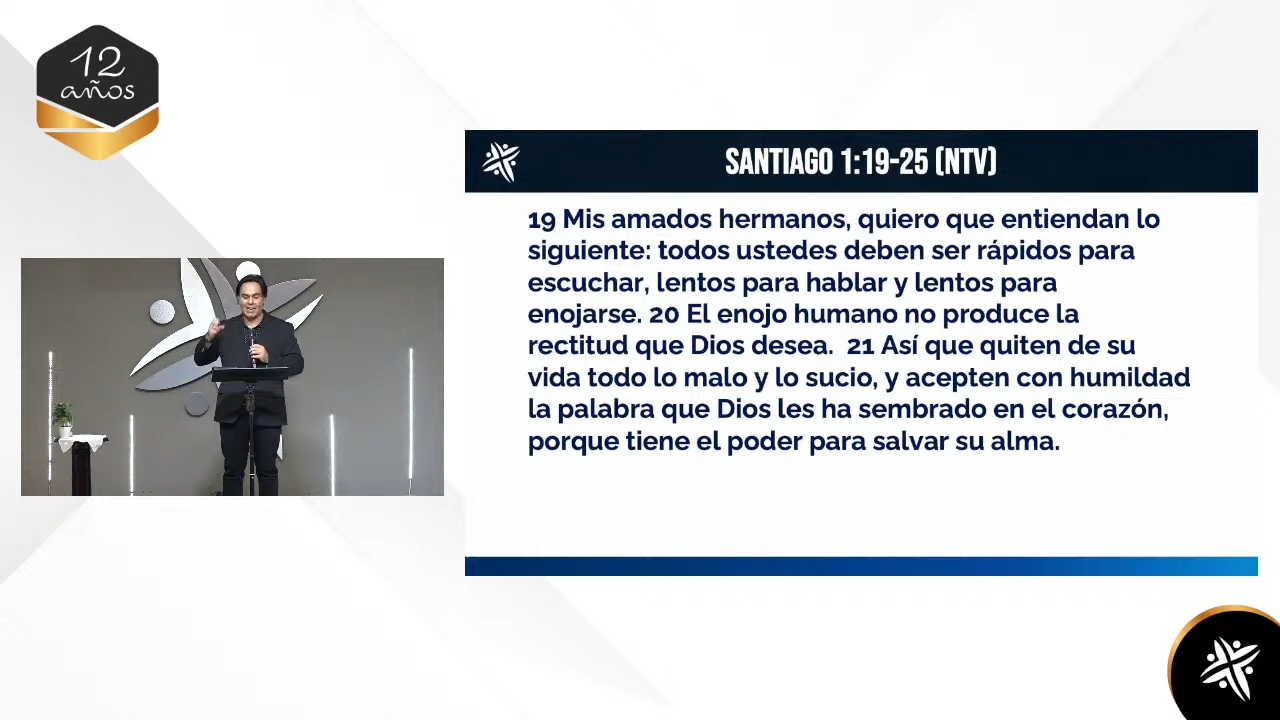 12
años
SANTIAGO 1:19-25 (NTV)
19 Mis amados hermanos, quiero que entiendan lo
siguiente: todos ustedes deben ser rápidos para
escuchar, lentos para hablar y lentos para
enojarse. 20 El enojo humano no produce la
rectitud que Dios desea.  21 Así que quiten de su
vida todo lo malo y lo sucio, y acepten con humildad
la palabra que Dios les ha sembrado en el corazón,
porque tiene el poder para salvar su alma.